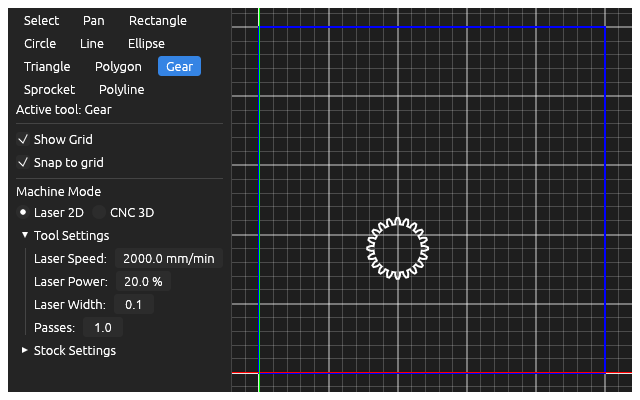 Select Pan Rectangle
Circle Line Ellipse
Triangle Polygon Gear
Sprocket Polyline
Active tool: Gear
Show Grid
Snap to grid
Machine Mode
Laser 2D CNC 3D
Tool Settings
Laser Speed: 2000.0 mm/min
Laser Power: 20.0 %
Laser Width: 0.1
Passes: 1.0
Stock Settings